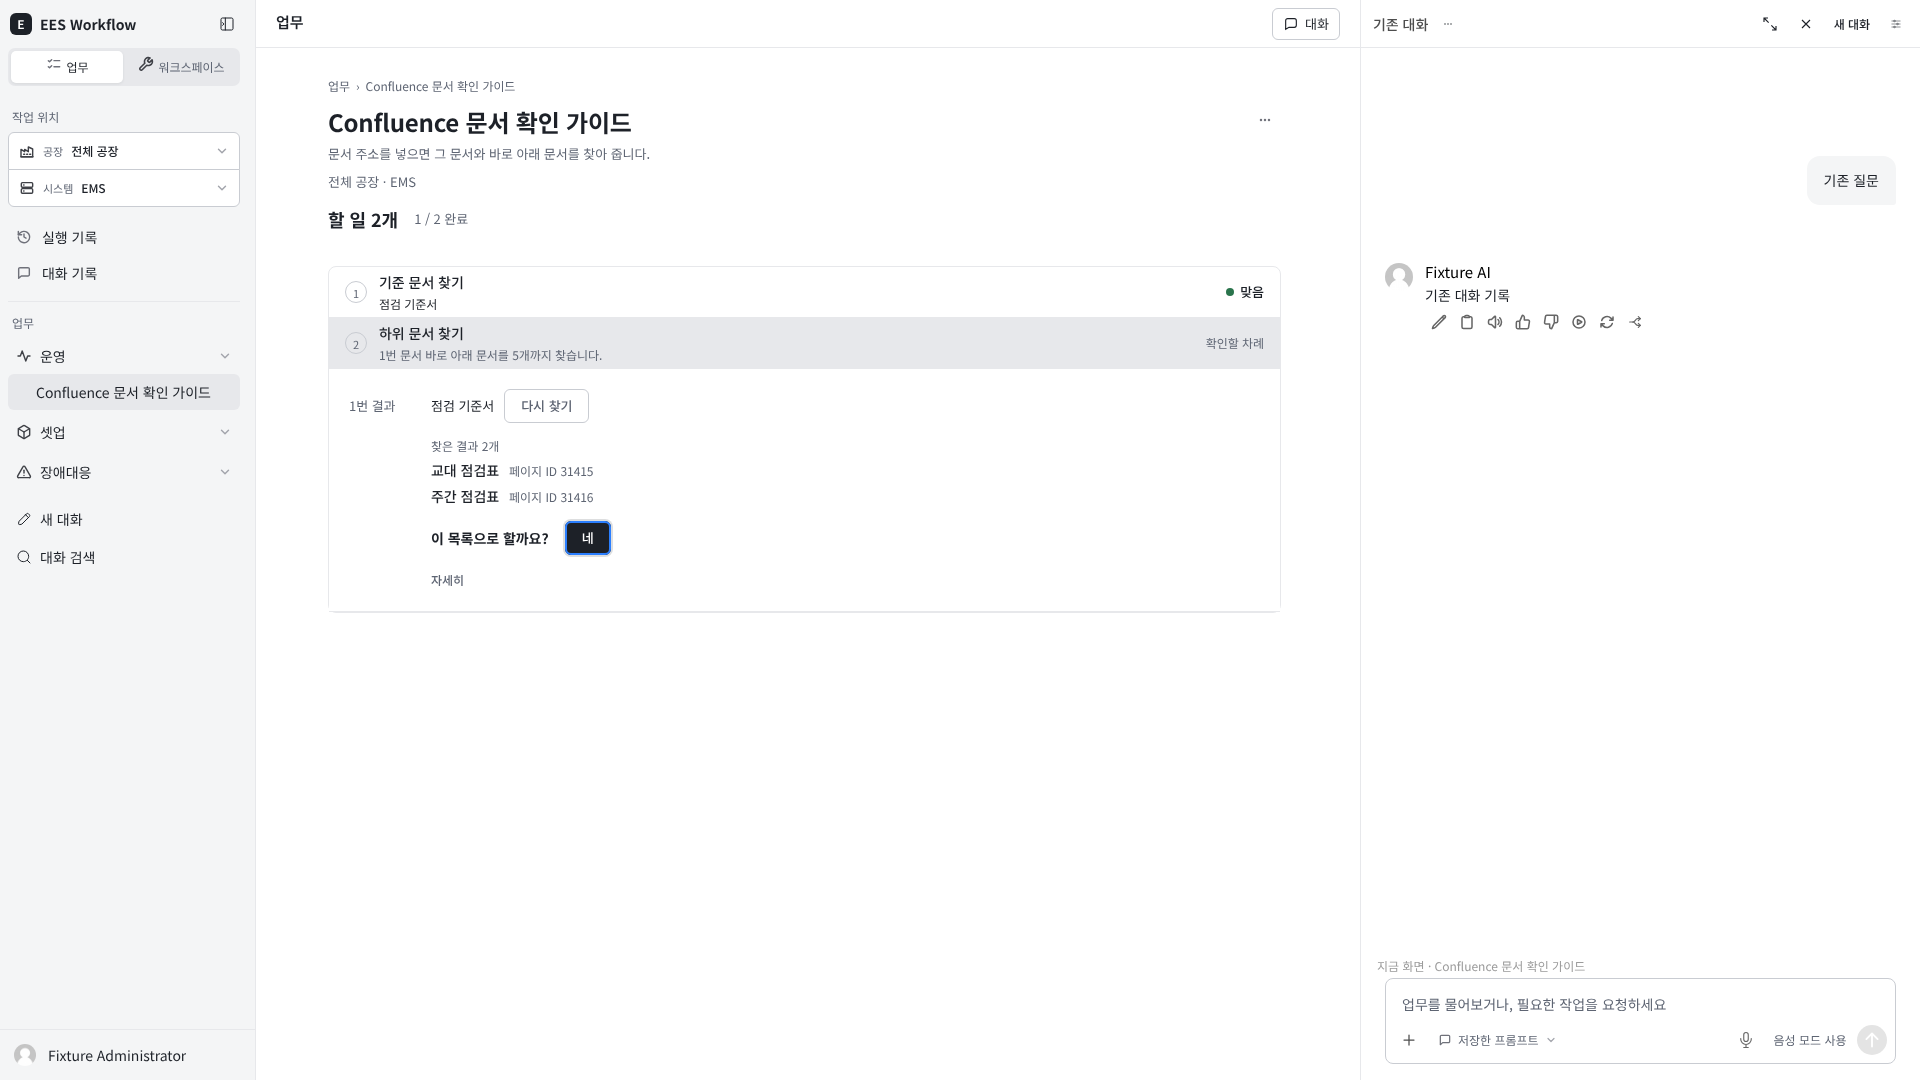 E EES Workflow
업무
워크스페이스
작업 위치
공장 전체 공장
시스템 EMS
실행 기록
대화 기록
업무
운영
Confluence 문서 확인 가이드
셋업
장애대응
새 대화
대화 검색
Fixture Administrator
업무
대화
업무 › Confluence 문서 확인 가이드
Confluence 문서 확인 가이드
문서 주소를 넣으면 그 문서와 바로 아래 문서를 찾아 줍니다.
전체 공장 · EMS
할 일 2개 1 / 2 완료
1 기준 문서 찾기
점검 기준서
맞음
2 하위 문서 찾기
1번 문서 바로 아래 문서를 5개까지 찾습니다.
확인할 차례
1번 결과 점검 기준서 다시 찾기
찾은 결과 2개
교대 점검표 페이지 ID 31415
주간 점검표 페이지 ID 31416
이 목록으로 할까요? 네
자세히
기존 대화 ···
새 대화
기존 질문
Fixture AI
기존 대화 기록
지금 화면 · Confluence 문서 확인 가이드
업무를 물어보거나, 필요한 작업을 요청하세요
저장한 프롬프트
음성 모드 사용